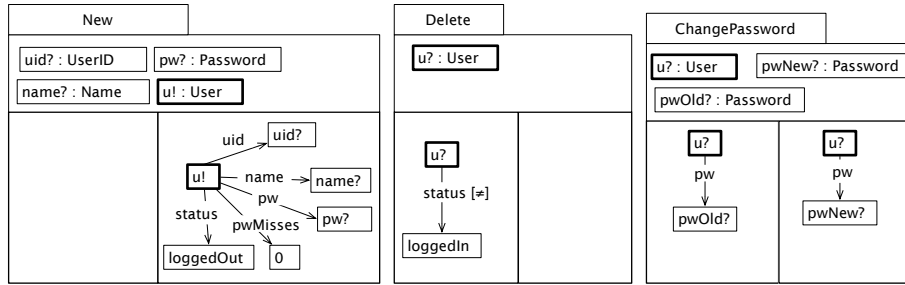 New
uid? : UserID
pw? : Password
name? : Name
u! : User
uid
uid?
u!
name
name?
pw
pw?
status
pwMisses
loggedOut
0
Delete
u? : User
u?
status [≠]
loggedIn
ChangePassword
u? : User
pwNew? : Password
pwOld? : Password
u?
pw
pwOld?
u?
pw
pwNew?